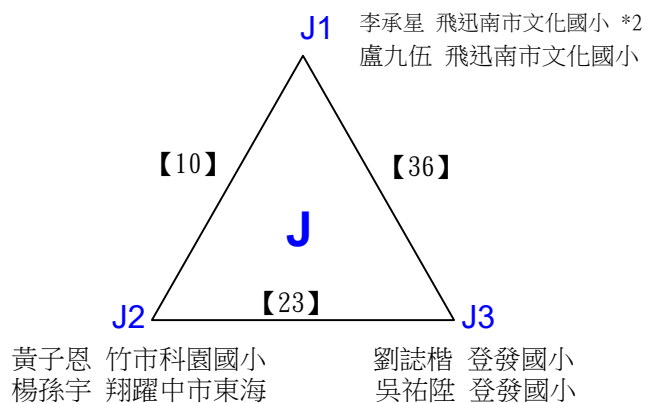 J1
李承星 飛迅南市文化國小 *2
盧九伍 飛迅南市文化國小
【10】
【36】
J
【23】
J2
J3
黃子恩 竹市科園國小
楊孫宇 翔躍中市東海
劉誌楷 登發國小
吳祐陞 登發國小